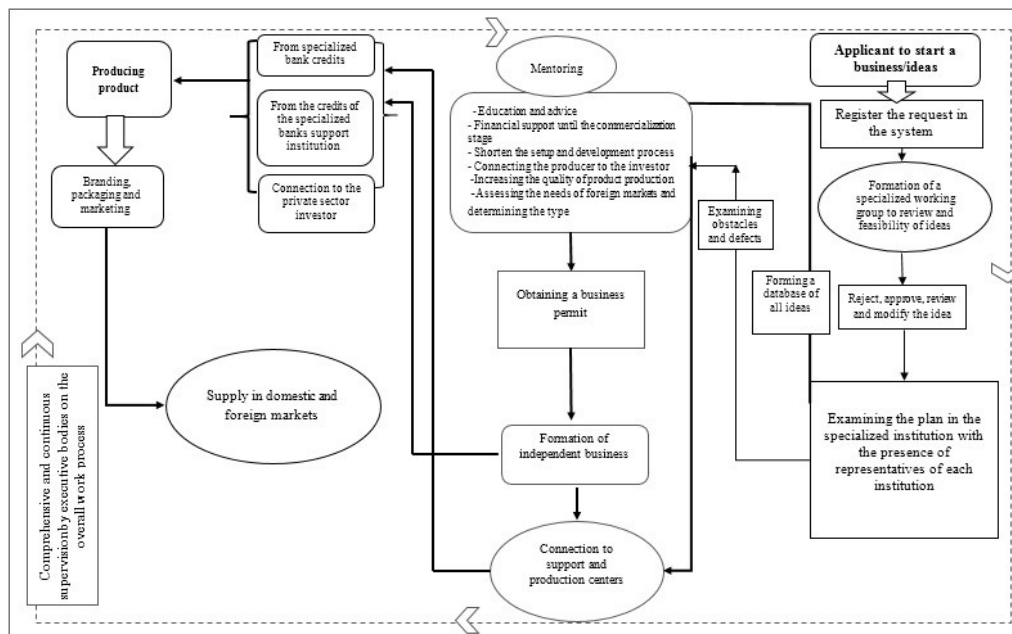 Applicant to start a
business/ideas
Register the request in
the system
Formation of a
specialized working
group to review and
feasibility of ideas
Reject, approve, review
and modify the idea
Examining the plan in the
specialized institution with
the presence of
representatives of each
institution
Forming a
database of
all ideas
Examining
obstacles
and defects
Mentoring
- Education and advice
- Financial support until the commercialization
stage
- Shorten the setup and development process
- Connecting the producer to the investor
-Increasing the quality of product production
- Assessing the needs of foreign markets and
determining the type
Obtaining a business
permit
Formation of
independent business
Connection to
support and
production centers
From specialized
bank credits
From the credits of
the specialized
banks support
institution
Connection to the
private sector
investor
Producing
product
Branding,
packaging and
marketing
Supply in domestic and
foreign markets
Comprehensive and continuous
supervision by executive bodies on the
overall work process